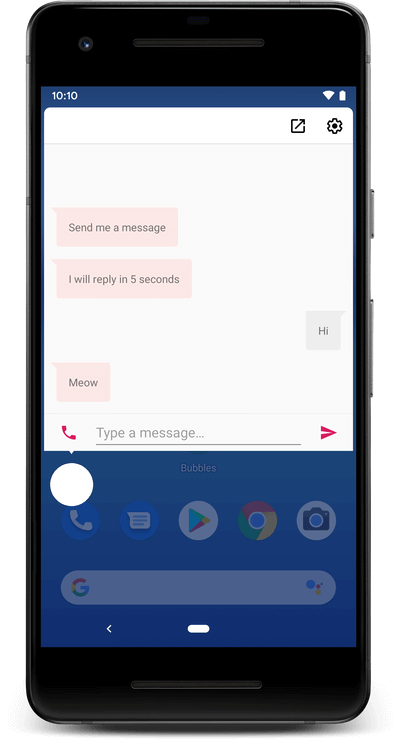 10:10
Send me a message
I will reply in 5 seconds
Hi
Meow
Type a message...
Bubbles
G